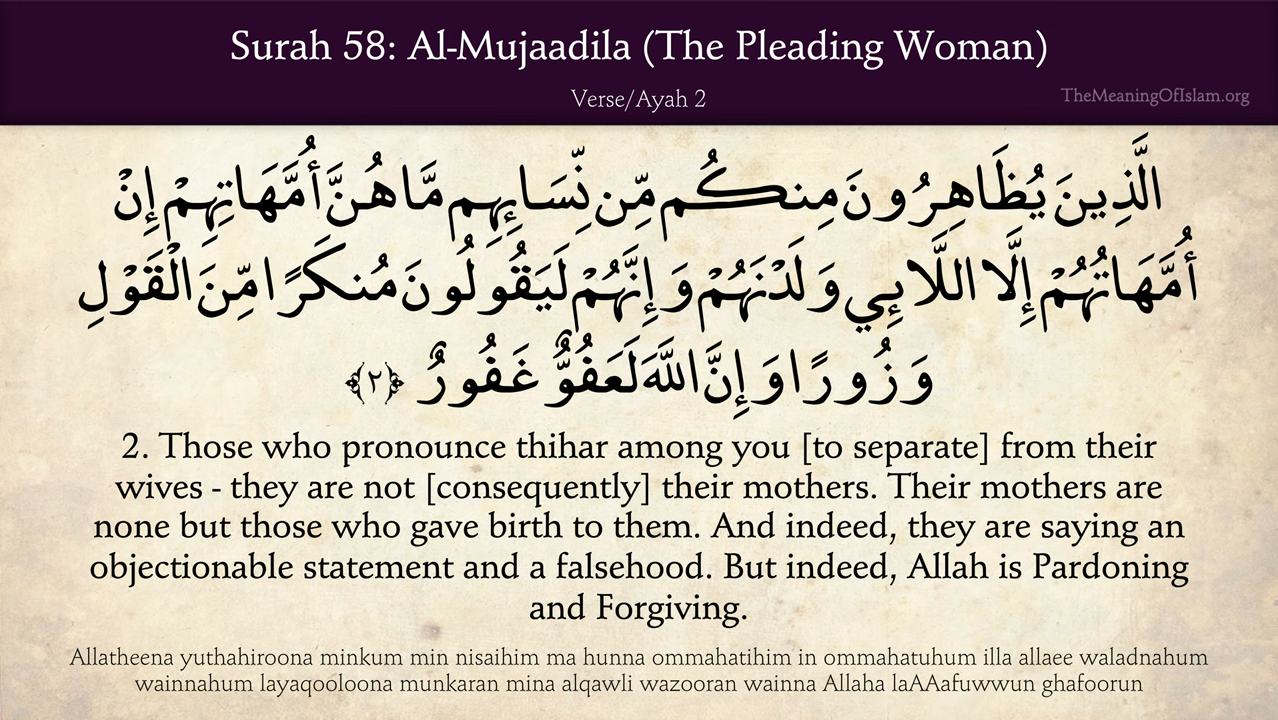 Surah 58: Al-Mujaadila (The Pleading Woman)
Verse/Ayah 2
TheMeaningOfIslam.org
الَّذِينَ يُظَاهِرُونَ مِنكُم مِّن نِّسَائِهِم مَّا هُنَّ أُمَّهَاتِهِمْ إِنْ
أُمَّهَاتُهُمْ إِلَّا اللَّائِي وَلَدْنَهُمْ وَإِنَّهُمْ لَيَقُولُونَ مُنكَرًا مِّنَ الْقَوْلِ
وَزُورًا وَإِنَّ اللَّهَ لَعَفُوٌّ غَفُورٌ ﴿٢﴾
2. Those who pronounce thihar among you [to separate] from their
wives - they are not [consequently] their mothers. Their mothers are
none but those who gave birth to them. And indeed, they are saying an
objectionable statement and a falsehood. But indeed, Allah is Pardoning
and Forgiving.
Allatheena yuthahiroona minkum min nisaihim ma hunna ommahatihim in ommahatuhum illa allaee waladnahum
wainnahum layaqooloona munkaran mina alqawli wazooran wainna Allaha laAAafuwwun ghafoorun